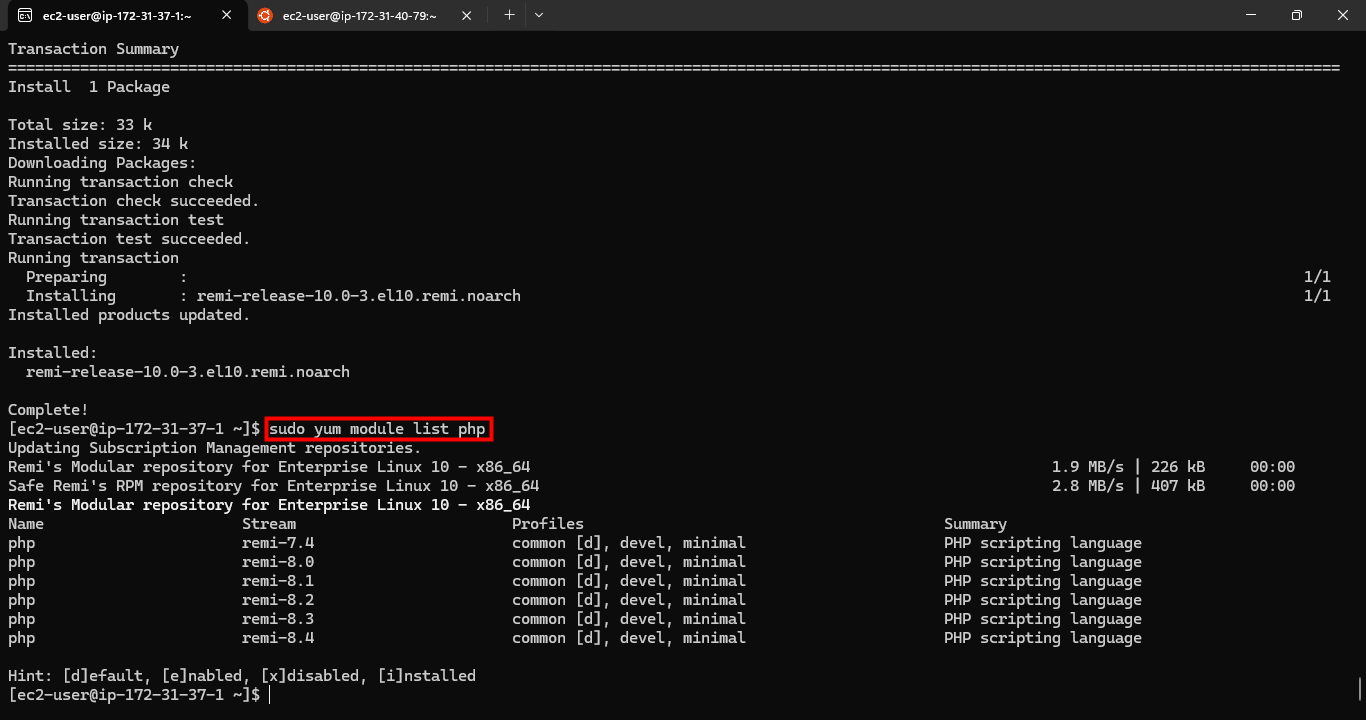 ec2-user@ip-172-31-37-1:~ ec2-user@ip-172-31-40-79:~
Transaction Summary
====================================================================================================================================================
Install  1 Package
Total size: 33 k
Installed size: 34 k
Downloading Packages:
Running transaction check
Transaction check succeeded.
Running transaction test
Transaction test succeeded.
Running transaction
  Preparing        :                                                                                                                            1/1
  Installing       : remi-release-10.0-3.el10.remi.noarch                                                                                       1/1
Installed products updated.
Installed:
  remi-release-10.0-3.el10.remi.noarch
Complete!
[ec2-user@ip-172-31-37-1 ~]$ sudo yum module list php
Updating Subscription Management repositories.
Remi's Modular repository for Enterprise Linux 10 - x86_64                                                          1.9 MB/s | 226 kB     00:00
Safe Remi's RPM repository for Enterprise Linux 10 - x86_64                                                         2.8 MB/s | 407 kB     00:00
Remi's Modular repository for Enterprise Linux 10 - x86_64
Name                      Stream                        Profiles                                        Summary
php                       remi-7.4                      common [d], devel, minimal                      PHP scripting language
php                       remi-8.0                      common [d], devel, minimal                      PHP scripting language
php                       remi-8.1                      common [d], devel, minimal                      PHP scripting language
php                       remi-8.2                      common [d], devel, minimal                      PHP scripting language
php                       remi-8.3                      common [d], devel, minimal                      PHP scripting language
php                       remi-8.4                      common [d], devel, minimal                      PHP scripting language
Hint: [d]efault, [e]nabled, [x]disabled, [i]nstalled
[ec2-user@ip-172-31-37-1 ~]$